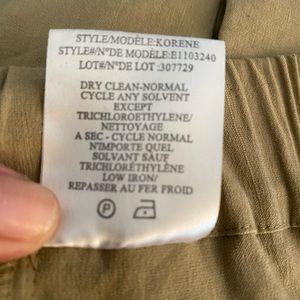 STYLE/MODÈLE:KORENE
STYLE#/N°DE MODELE:E1103240
LOT#/N°DE LOT :307729
DRY CLEAN-NORMAL
CYCLE ANY SOLVENT
EXCEPT
TRICHLOROETHYLENE/
NETTOYAGE
A SEC - CYCLE NORMAL
N'IMPORTE QUEL
SOLVANT SAUF
TRICHLORÉTHYLÈNE
LOW IRON/
REPASSER AU FER FROID
P